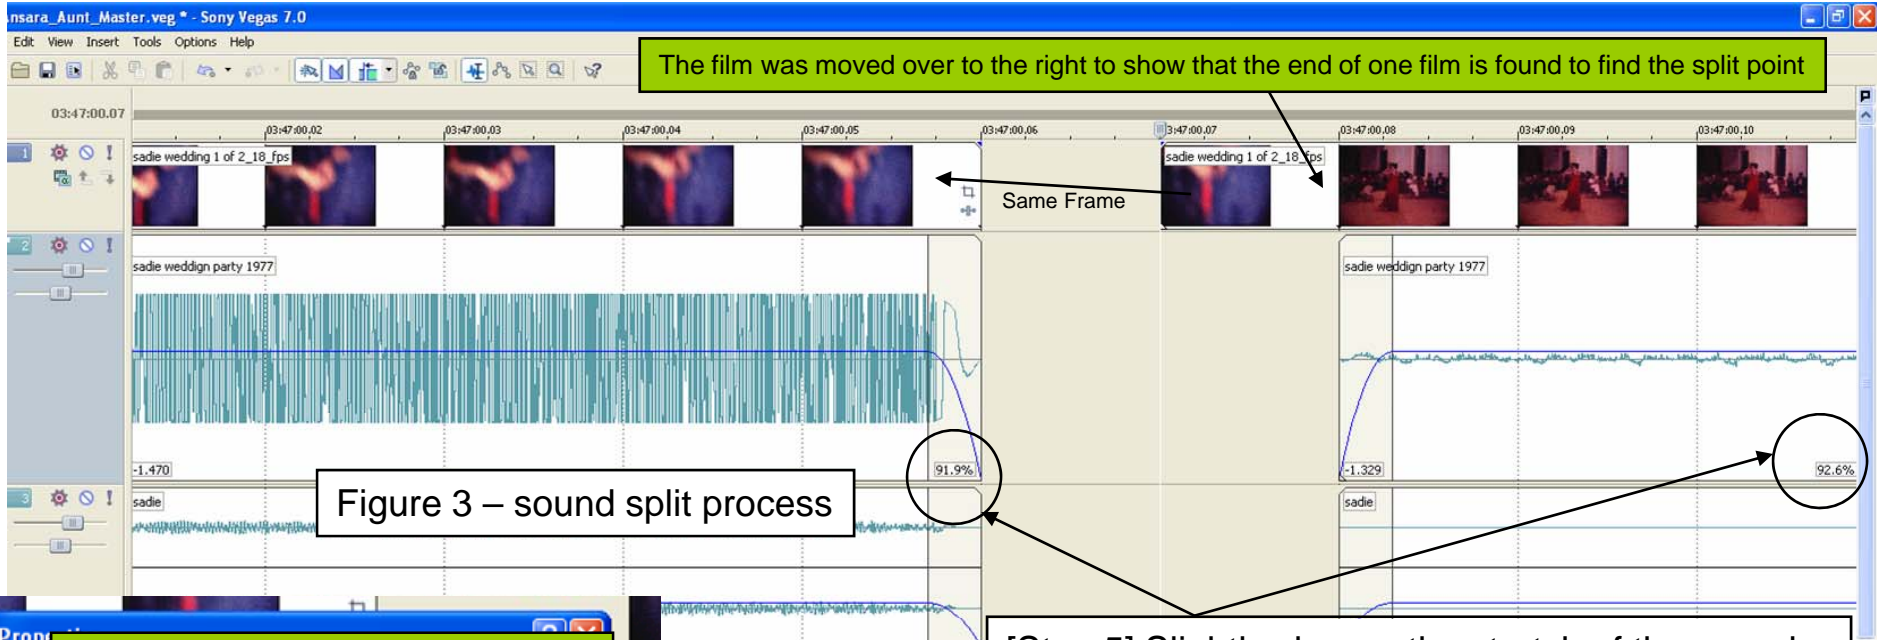 nsara_Aunt_Master.veg * - Sony Vegas 7.0
Edit View Insert Tools Options Help
The film was moved over to the right to show that the end of one film is found to find the split point
03:47:00.07
03:47:00.02 03:47:00.03 03:47:00.04 03:47:00.05 03:47:00.06 3:47:00.07 03:47:00.08 03:47:00.09 03:47:00.10
1
sadie wedding 1 of 2_18_fps
sadie wedding 1 of 2_18_fps
Same Frame
2
sadie weddign party 1977
sadie weddign party 1977
-1.470
91.9%
-1.329
92.6%
Figure 3 – sound split process
3
sadie
sadie